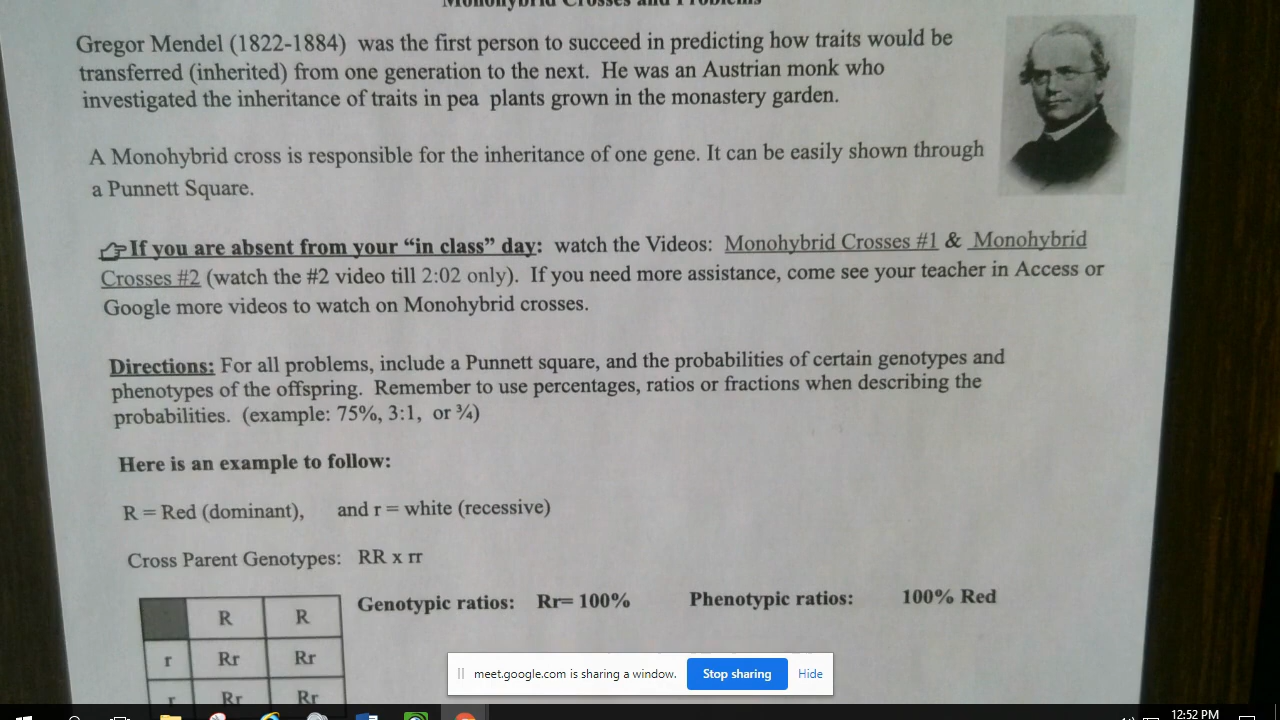 Monohybrid Crosses and Problems
Gregor Mendel (1822-1884) was the first person to succeed in predicting how traits would be
transferred (inherited) from one generation to the next. He was an Austrian monk who
investigated the inheritance of traits in pea plants grown in the monastery garden.
A Monohybrid cross is responsible for the inheritance of one gene. It can be easily shown through
a Punnett Square.
If you are absent from your “in class” day: watch the Videos: Monohybrid Crosses #1 & Monohybrid
Crosses #2 (watch the #2 video till 2:02 only). If you need more assistance, come see your teacher in Access or
Google more videos to watch on Monohybrid crosses.
Directions: For all problems, include a Punnett square, and the probabilities of certain genotypes and
phenotypes of the offspring. Remember to use percentages, ratios or fractions when describing the
probabilities. (example: 75%, 3:1, or ¾)
Here is an example to follow:
R = Red (dominant), and r = white (recessive)
Cross Parent Genotypes: RR x rr
Genotypic ratios: Rr= 100% Phenotypic ratios: 100% Red
R R
r Rr Rr
r Rr Rr
meet.google.com is sharing a window. Stop sharing Hide
12:52 PM